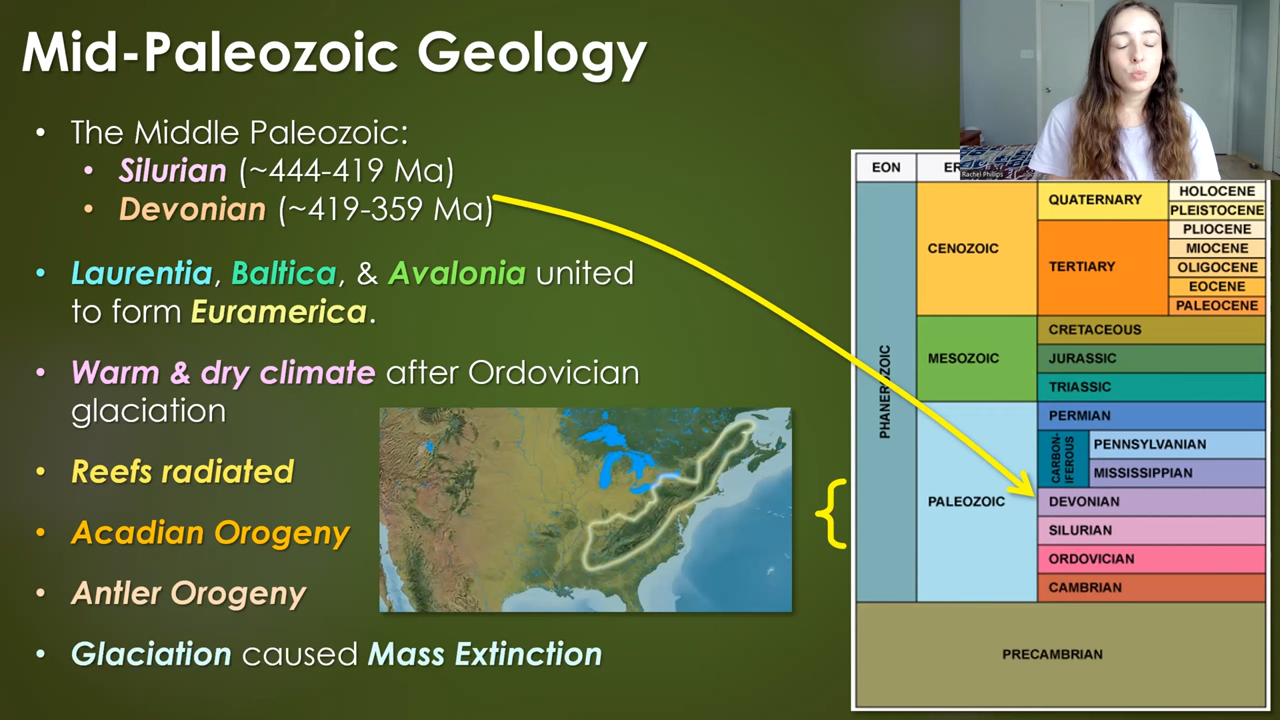 Mid-Paleozoic Geology
• The Middle Paleozoic:
• Silurian (~444-419 Ma)
• Devonian (~419-359 Ma)
• Laurentia, Baltica, & Avalonia united
to form Euramerica.
• Warm & dry climate after Ordovician
glaciation
• Reefs radiated
• Acadian Orogeny
• Antler Orogeny
• Glaciation caused Mass Extinction
Rachel Phillips
EON
ER
PHANEROZOIC
CENOZOIC
QUATERNARY
HOLOCENE
PLEISTOCENE
TERTIARY
PLIOCENE
MIOCENE
OLIGOCENE
EOCENE
PALEOCENE
MESOZOIC
CRETACEOUS
JURASSIC
TRIASSIC
PALEOZOIC
PERMIAN
CARBON-
IFEROUS
PENNSYLVANIAN
MISSISSIPPIAN
DEVONIAN
SILURIAN
ORDOVICIAN
CAMBRIAN
PRECAMBRIAN